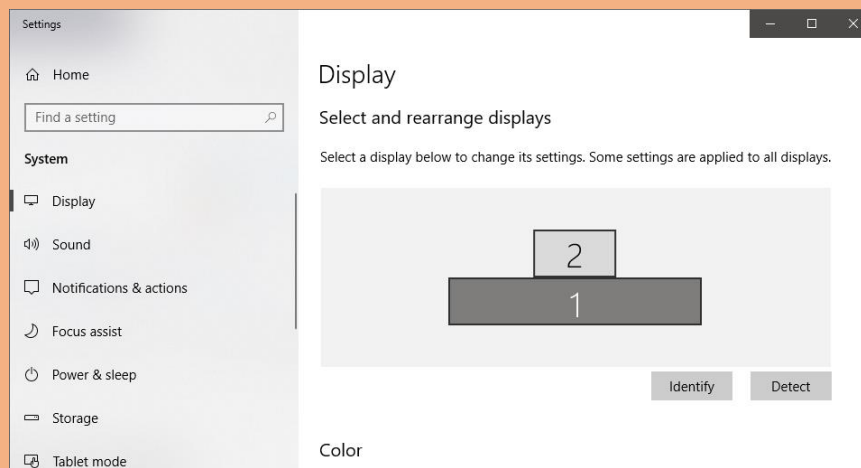 Settings
Home
Find a setting
System
Display
Sound
Notifications & actions
Focus assist
Power & sleep
Storage
Tablet mode
Display
Select and rearrange displays
Select a display below to change its settings. Some settings are applied to all displays.
2
1
Identify Detect
Color